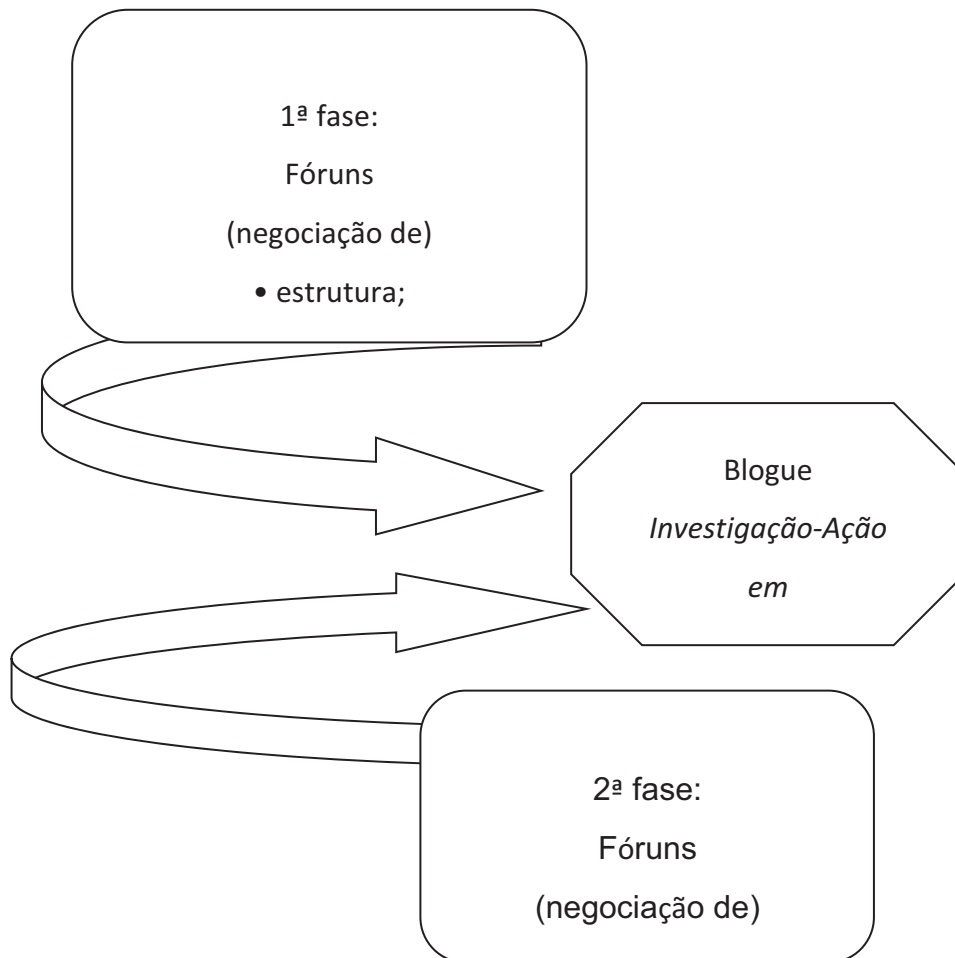 1ª fase:
Fóruns
(negociação de)
• estrutura;
Blogue
Investigação-Ação
em
2ª fase:
Fóruns
(negociação de)